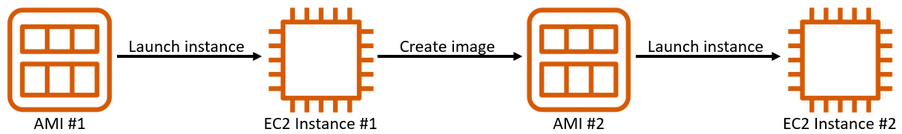 Launch instance
Create image
Launch instance
AMI #1
EC2 Instance #1
AMI #2
EC2 Instance #2